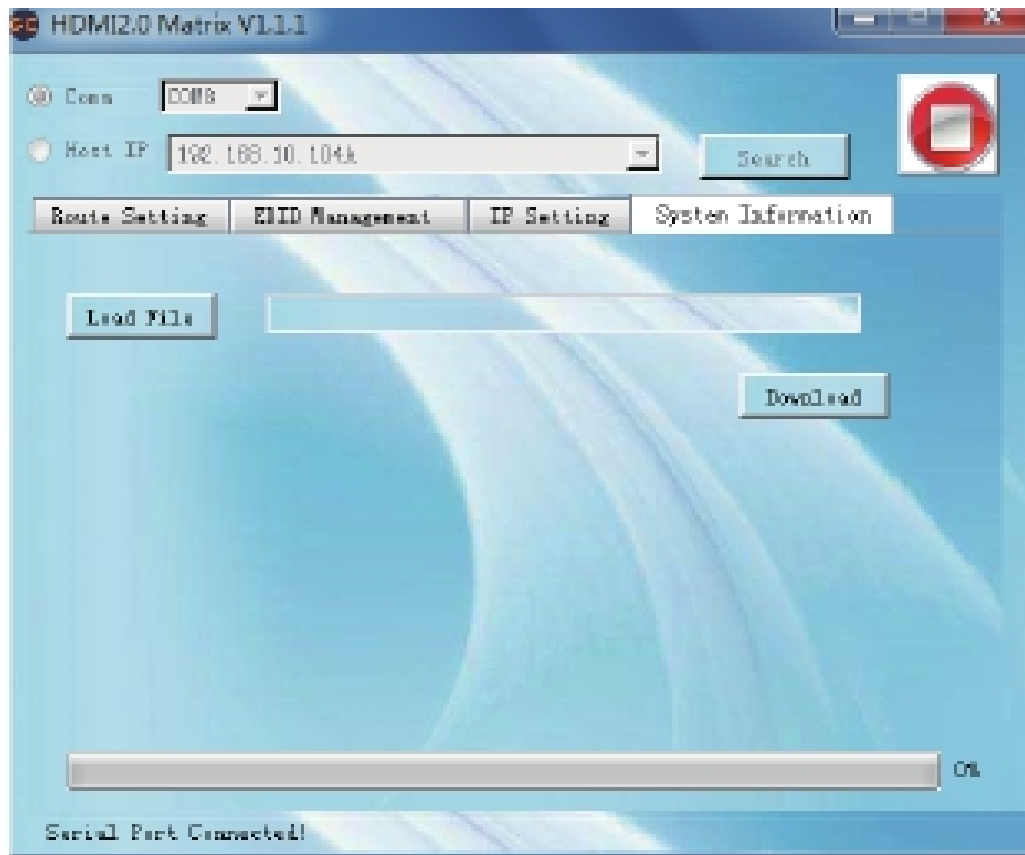 HDMI2.0 Matrix V1.1.1
Comm
Host IP 192.168.10.104A Search
Route Setting EDID Management IP Setting System Information
Load File
Download
0%
Serial Port Connected!